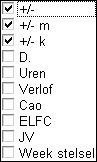 +/-
+/- m
+/- k
D.
Uren
Verlof
Cao
ELFC
JV
Week stelsel